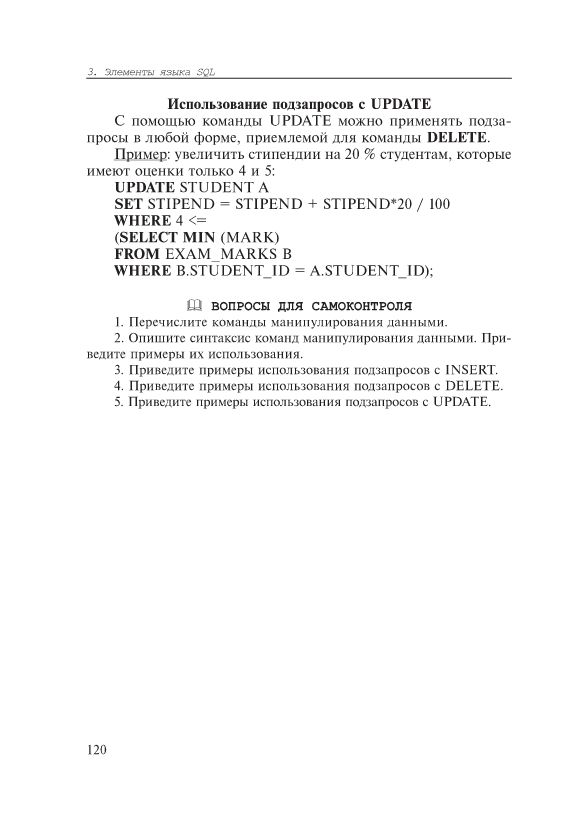 3. Элементы языка SQL
Использование подзапросов с UPDATE
С помощью команды UPDATE можно применять подза-
просы в любой форме, приемлемой для команды DELETE.
Пример: увеличить стипендии на 20 % студентам, которые
имеют оценки только 4 и 5:
UPDATE STUDENT A
SET STIPEND = STIPEND + STIPEND*20 / 100
WHERE 4 <=
(SELECT MIN (MARK)
FROM EXAM_MARKS B
WHERE B.STUDENT_ID = A.STUDENT_ID);
ВОПРОСЫ ДЛЯ САМОКОНТРОЛЯ
1. Перечислите команды манипулирования данными.
2. Опишите синтаксис команд манипулирования данными. При-
ведите примеры их использования.
3. Приведите примеры использования подзапросов с INSERT.
4. Приведите примеры использования подзапросов с DELETE.
5. Приведите примеры использования подзапросов с UPDATE.
120